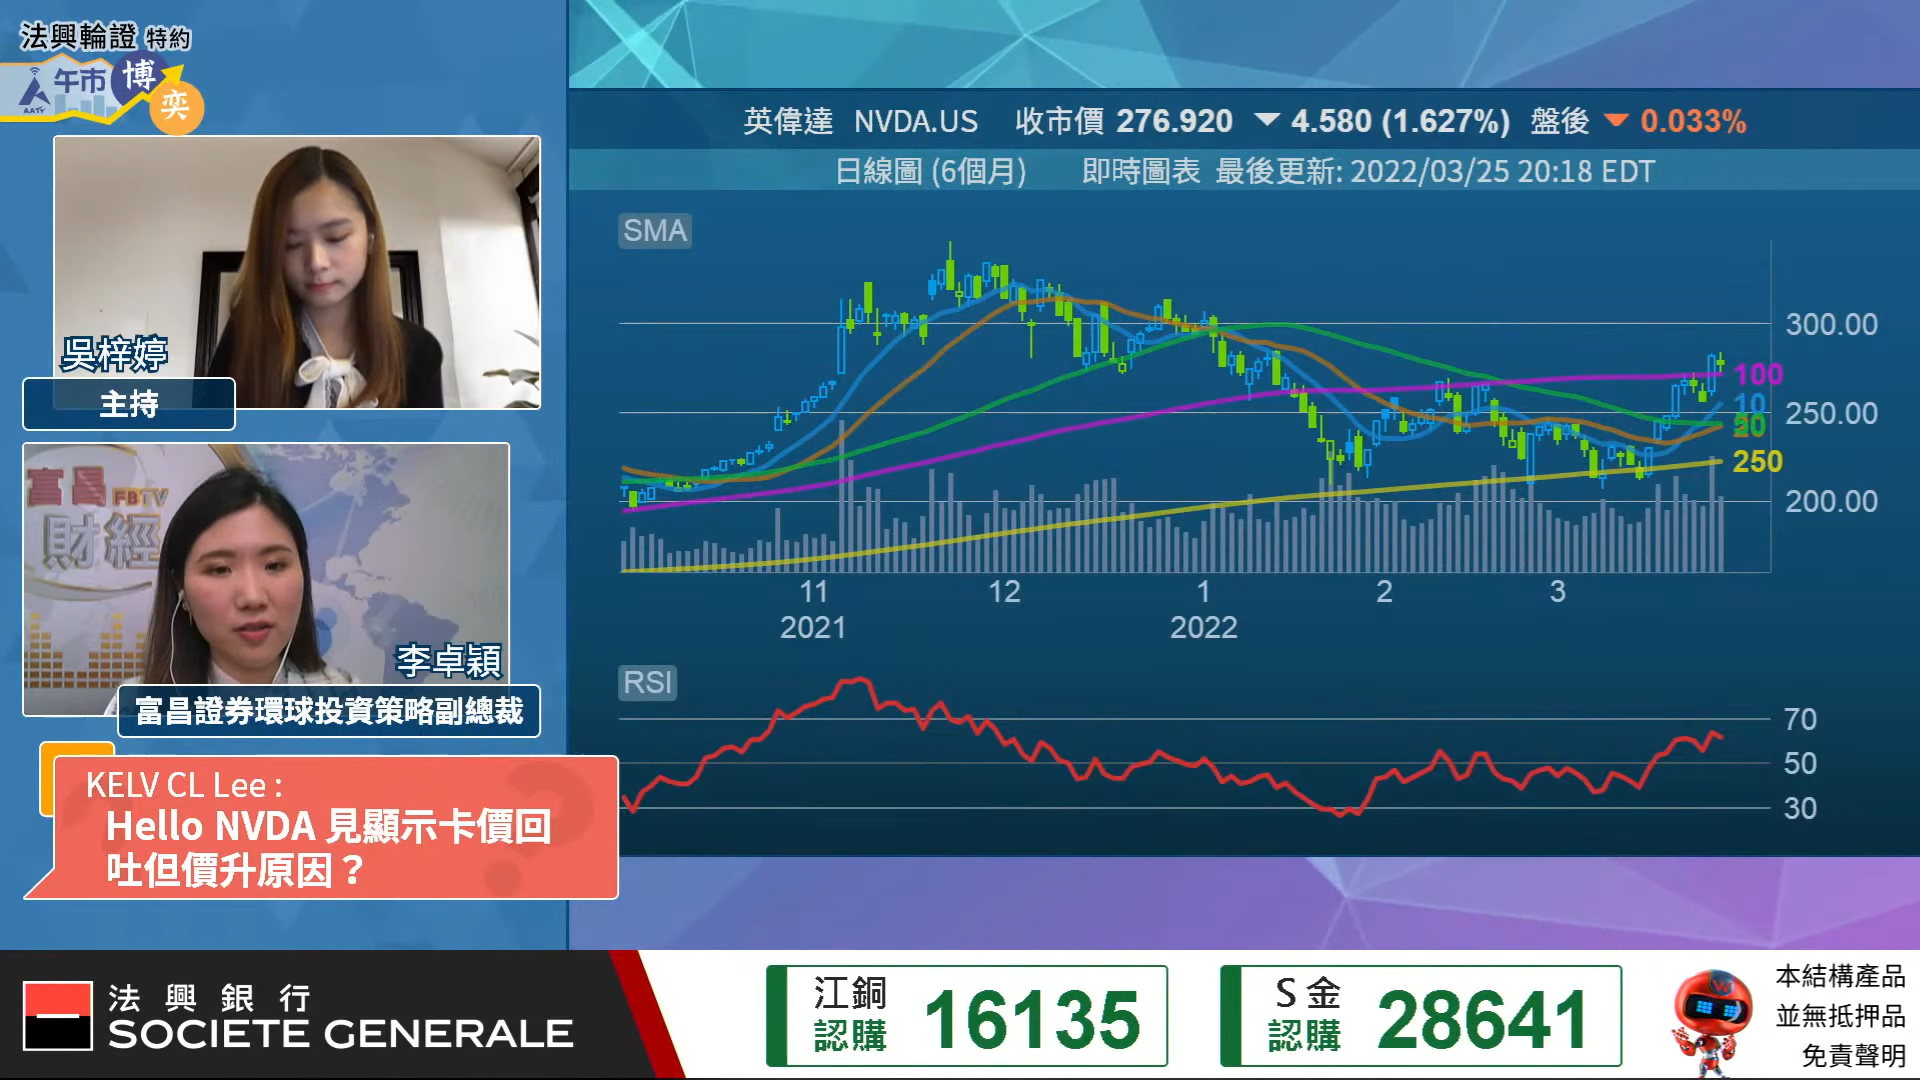 法興輪證 特約
午市 博 弈
AATV
吳梓婷
主持
富昌 FBTV
財經
李卓穎
富昌證券環球投資策略副總裁
KELV CL Lee :
Hello NVDA 見顯示卡價回
吐但價升原因？
英偉達 NVDA.US 收市價 276.920 ▼ 4.580 (1.627%) 盤後 ▼ 0.033%
日線圖 (6個月) 即時圖表 最後更新: 2022/03/25 20:18 EDT
SMA
300.00
100
10
250.00
250
200.00
11 12 1 2 3
2021 2022
RSI
70
50
30
法興銀行
SOCIETE GENERALE
江銅
認購
16135
S 金
認購
28641
本結構產品
並無抵押品
免責聲明